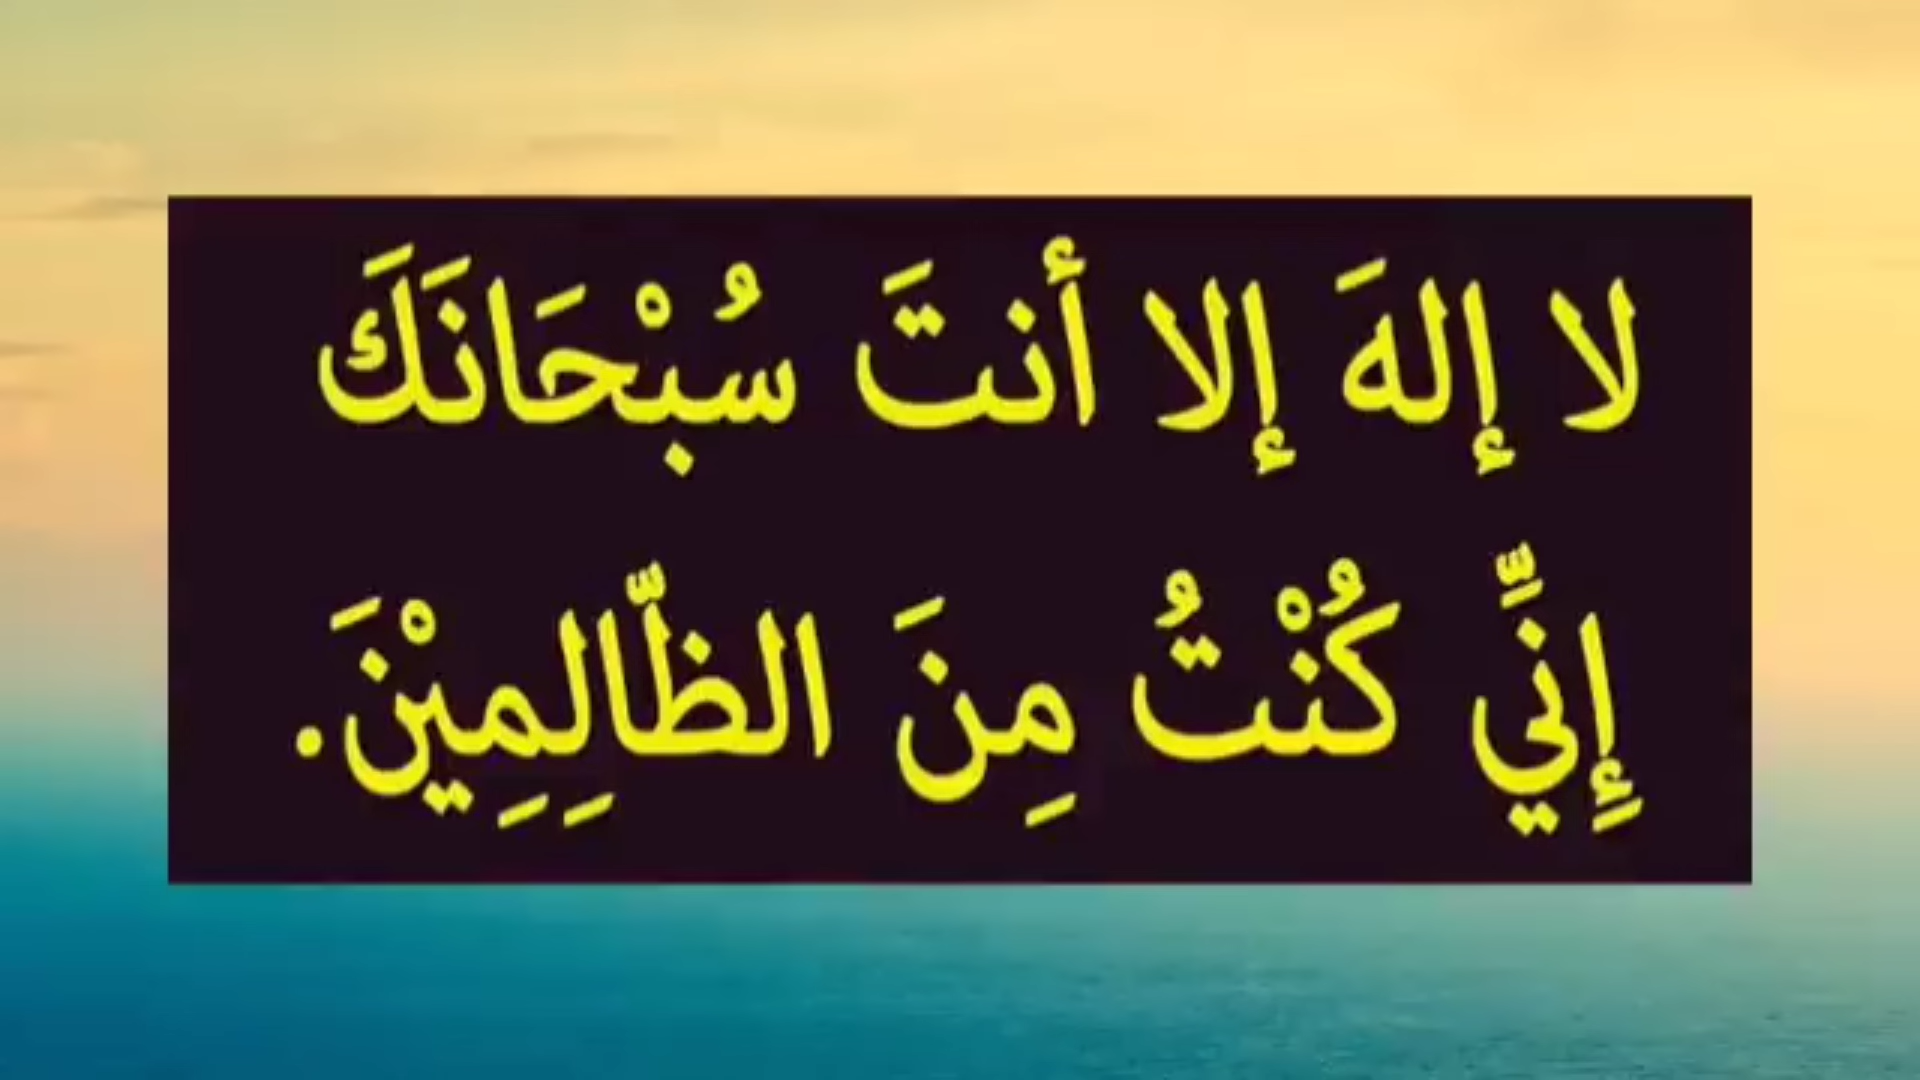 لا إلهَ إلا أنتَ سُبْحَانَكَ
إِنِّي كُنْتُ مِنَ الظّالِمِيْنَ.